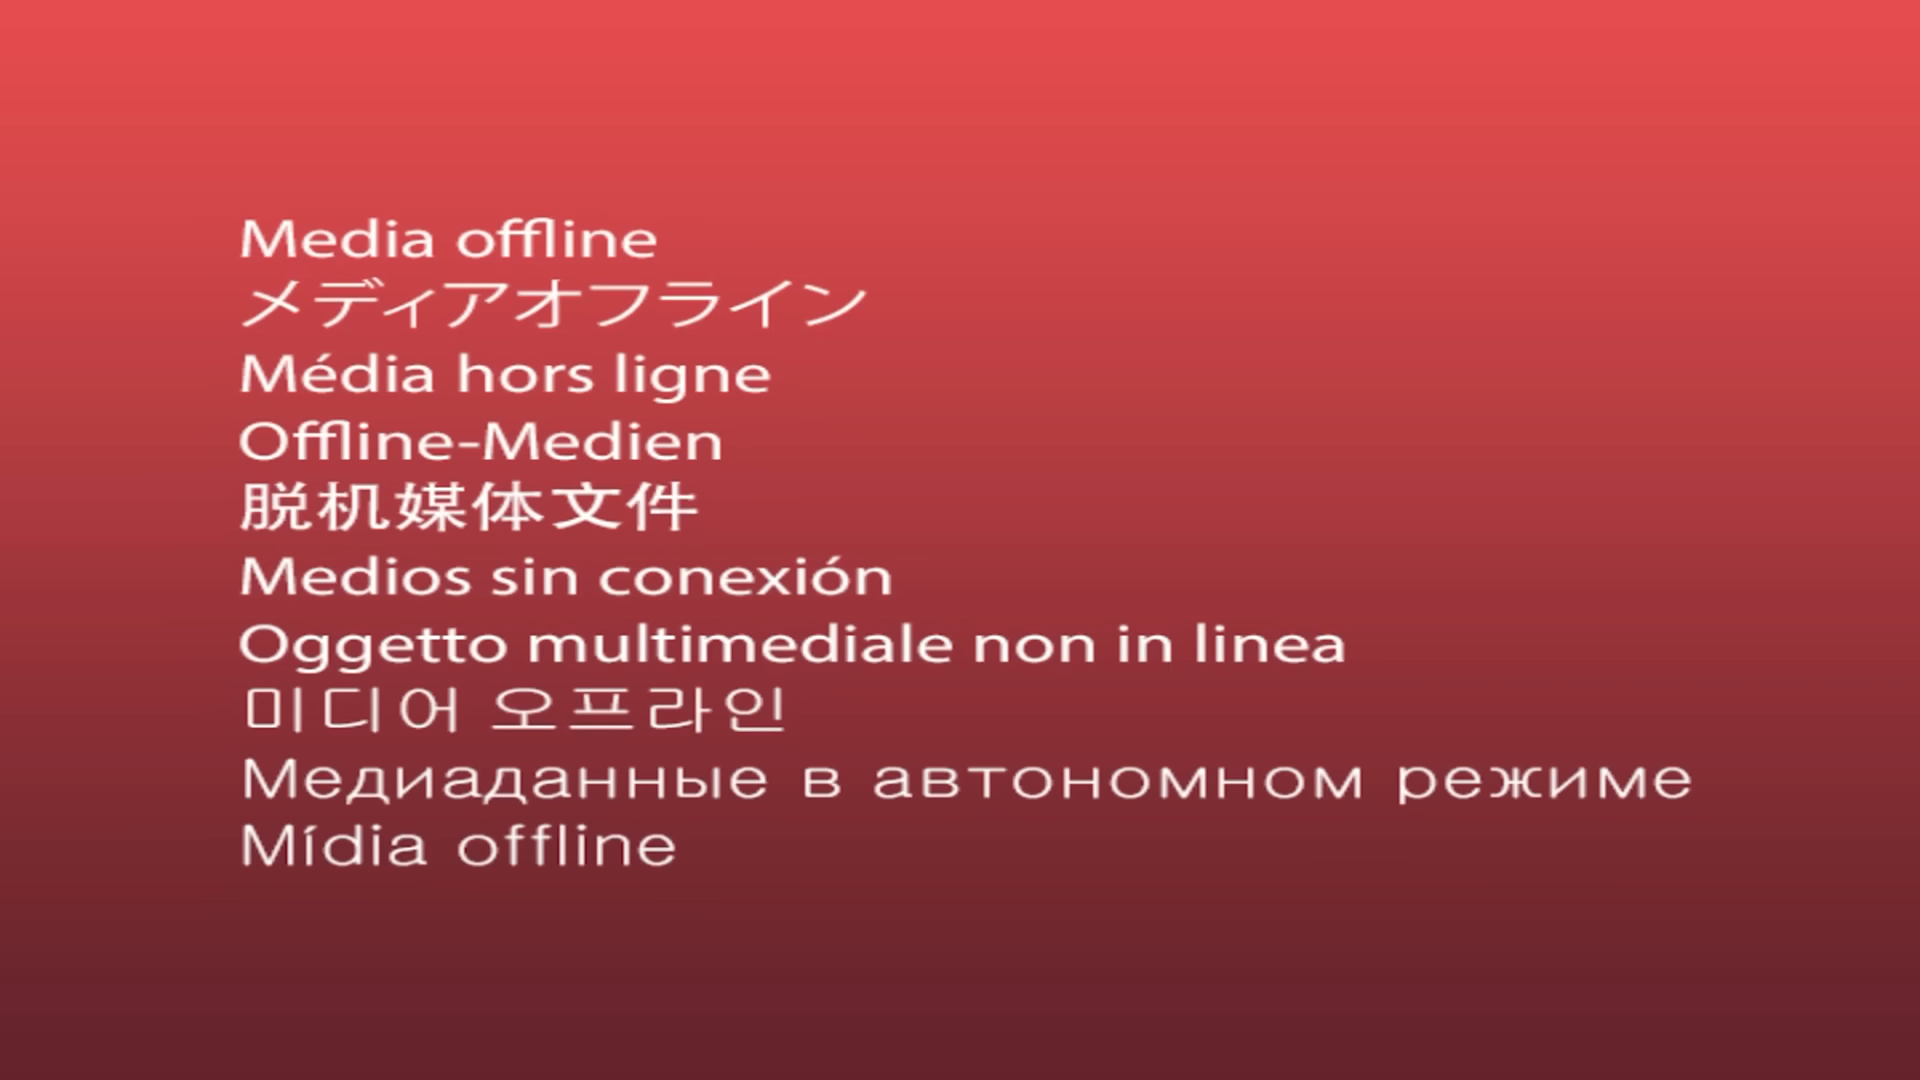 Media offline
メディアオフライン
Média hors ligne
Offline-Medien
脱机媒体文件
Medios sin conexión
Oggetto multimediale non in linea
미디어 오프라인
Медиаданные в автономном режиме
Mídia offline